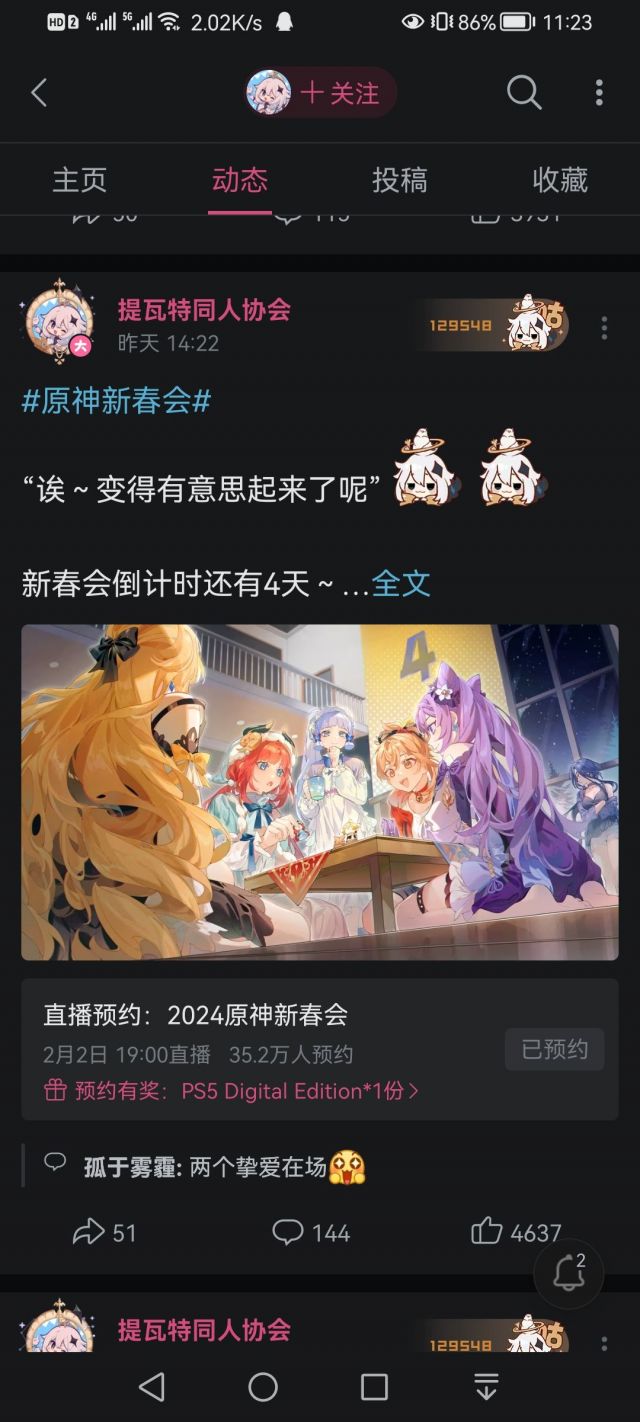 HD 2 4G 5G 2.02K/s 86% 11:23
十 关注
主页 动态 投稿 收藏
提瓦特同人协会
大
昨天 14:22
129548
咕
#原神新春会#
“诶~变得有意思起来了呢”
新春会倒计时还有4天~...全文
4
直播预约：2024原神新春会
2月2日 19:00直播 35.2万人预约
已预约
预约有奖：PS5 Digital Edition*1份>
孤于雾霾: 两个挚爱在场
51 144 4637
2
提瓦特同人协会
129548
咕